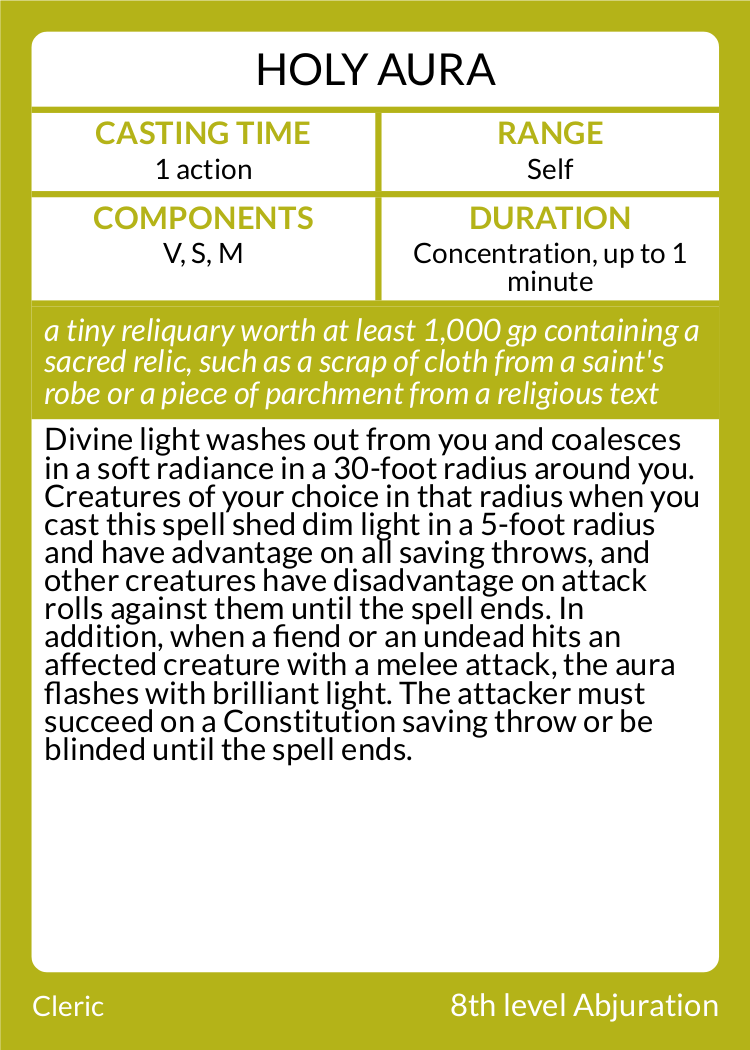 HOLY AURA
CASTING TIME
1 action
RANGE
Self
COMPONENTS
V, S, M
DURATION
Concentration, up to 1
minute
a tiny reliquary worth at least 1,000 gp containing a
sacred relic, such as a scrap of cloth from a saint's
robe or a piece of parchment from a religious text
Divine light washes out from you and coalesces
in a soft radiance in a 30-foot radius around you.
Creatures of your choice in that radius when you
cast this spell shed dim light in a 5-foot radius
and have advantage on all saving throws, and
other creatures have disadvantage on attack
rolls against them until the spell ends. In
addition, when a fiend or an undead hits an
affected creature with a melee attack, the aura
flashes with brilliant light. The attacker must
succeed on a Constitution saving throw or be
blinded until the spell ends.
Cleric
8th level Abjuration